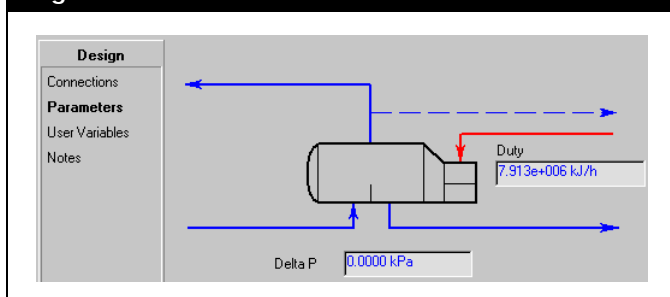 Design
Connections
Parameters
User Variables
Notes
Duty
7.913e+006 kJ/h
Delta P
0.0000 kPa